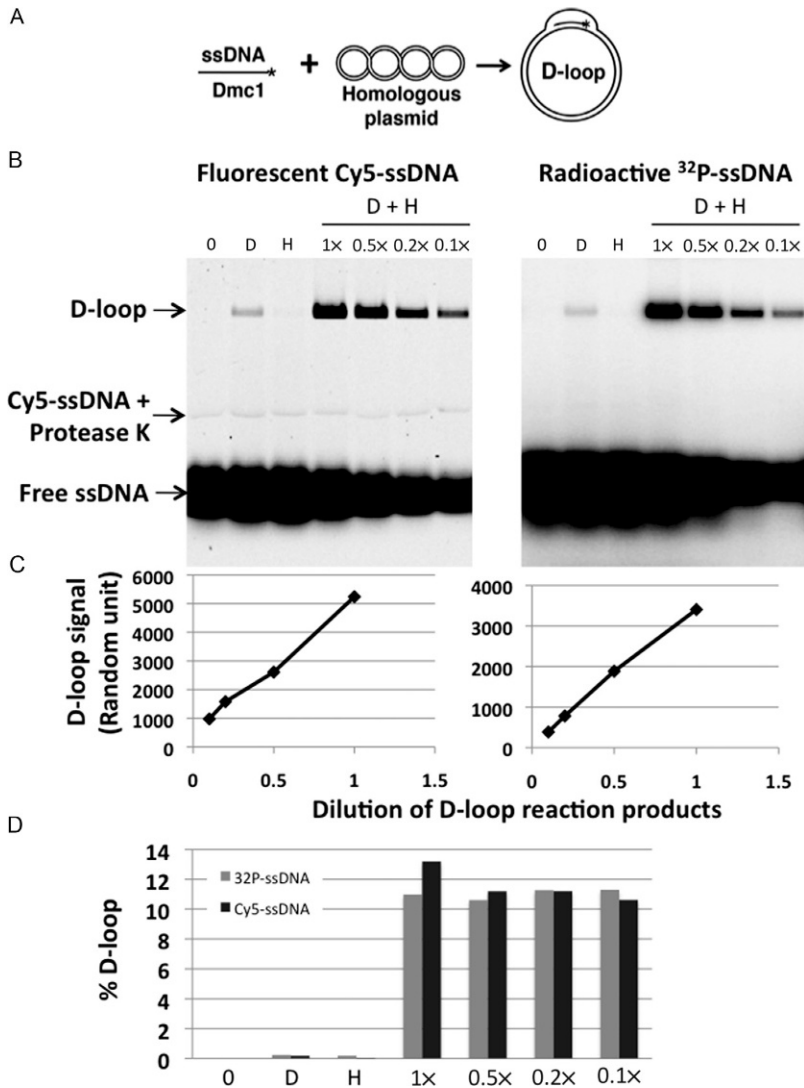 A
ssDNA
*
Dmc1
+
Homologous
plasmid
D-loop
B
Fluorescent Cy5-ssDNA
Radioactive ³²P-ssDNA
D + H
D + H
0 D H 1× 0.5× 0.2× 0.1×
0 D H 1× 0.5× 0.2× 0.1×
D-loop
Cy5-ssDNA +
Protease K
Free ssDNA
C
D-loop signal
(Random unit)
6000
5000
4000
3000
2000
1000
0
0 0.5 1 1.5
4000
3000
2000
1000
0
0 0.5 1 1.5
Dilution of D-loop reaction products
D
% D-loop
14
12
10
8
6
4
2
0
32P-ssDNA
Cy5-ssDNA
0 D H 1× 0.5× 0.2× 0.1×